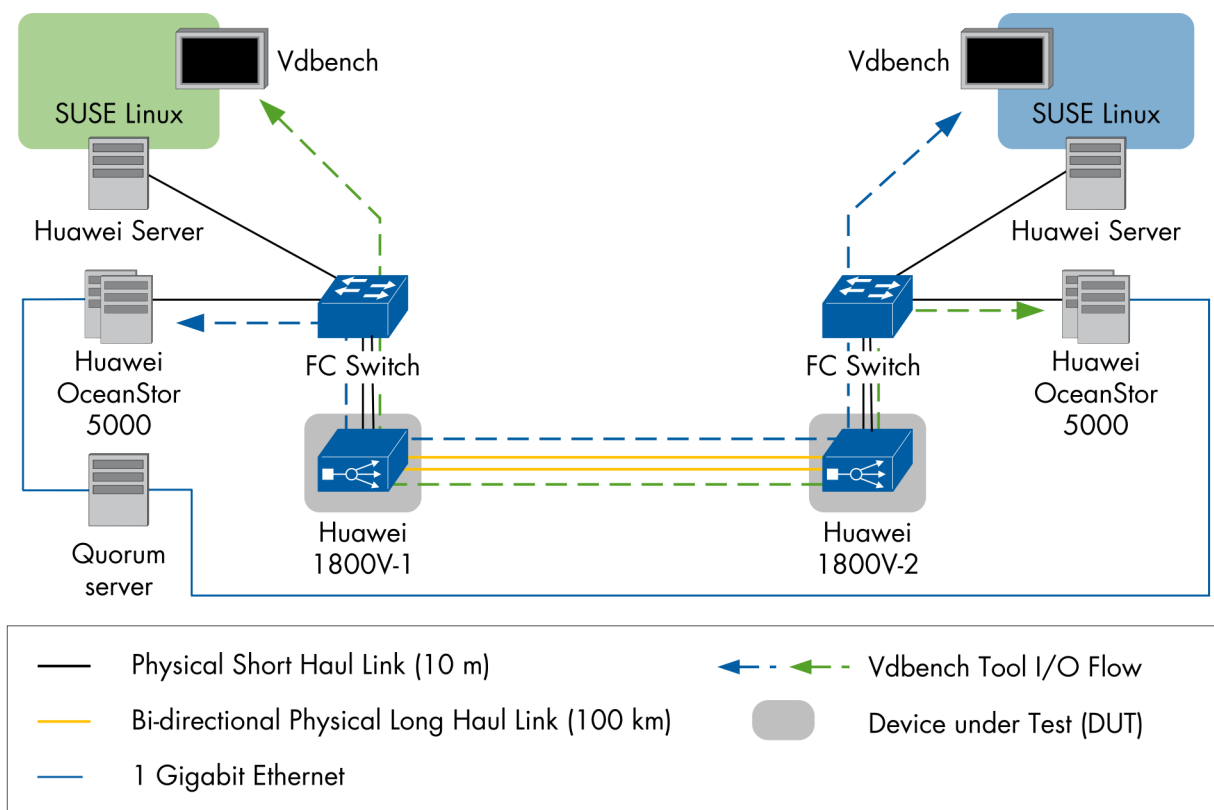 Vdbench
Vdbench
SUSE Linux
SUSE Linux
Huawei Server
Huawei Server
Huawei
OceanStor
5000
FC Switch
FC Switch
Huawei
OceanStor
5000
Quorum
server
Huawei
1800V-1
Huawei
1800V-2
Physical Short Haul Link (10 m)
Vdbench Tool I/O Flow
Bi-directional Physical Long Haul Link (100 km)
Device under Test (DUT)
1 Gigabit Ethernet